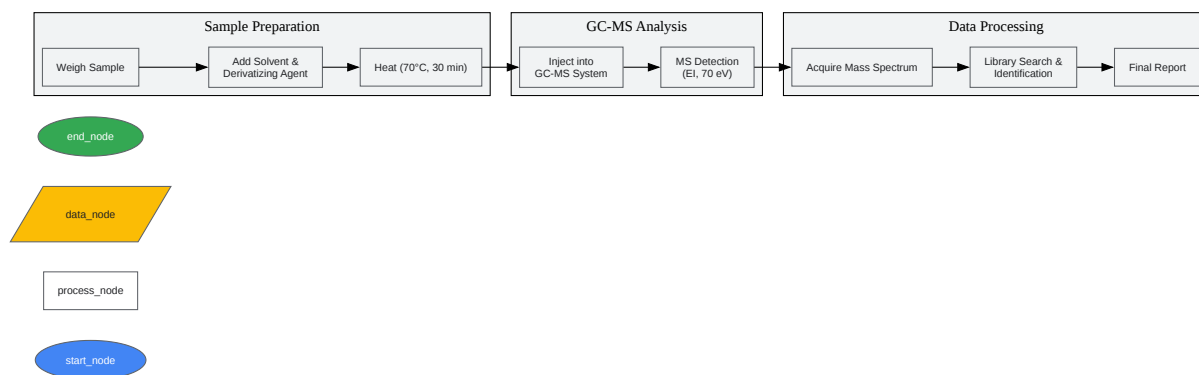 Sample Preparation
Weigh Sample
Add Solvent &
Derivatizing Agent
Heat (70°C, 30 min)
GC-MS Analysis
Inject into
GC-MS System
MS Detection
(EI, 70 eV)
Data Processing
Acquire Mass Spectrum
Library Search &
Identification
Final Report
end_node
data_node
process_node
start_node